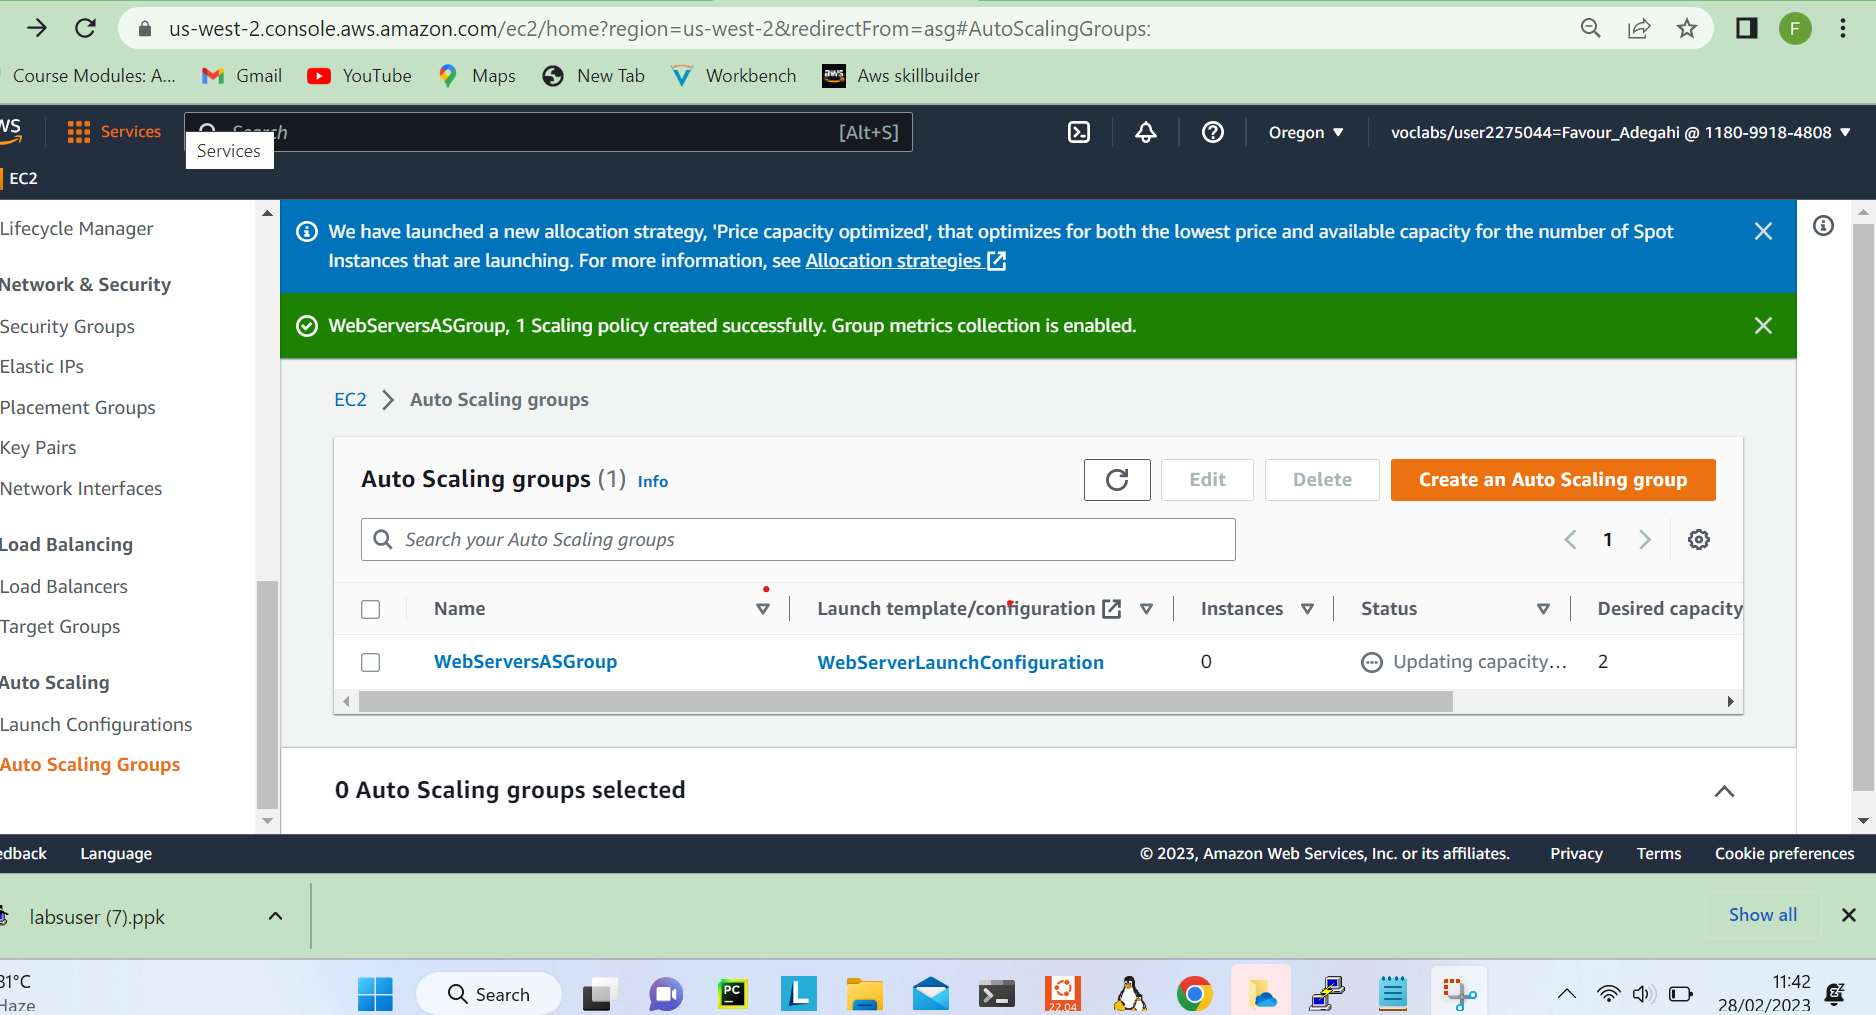 us-west-2.console.aws.amazon.com/ec2/home?region=us-west-2&redirectFrom=asg#AutoScalingGroups:
F
Course Modules: A...
Gmail
YouTube
Maps
New Tab
Workbench
aws
Aws skillbuilder
Services
[Alt+S]
Oregon
voclabs/user2275044=Favour_Adegahi @ 1180-9918-4808
Services
EC2
Lifecycle Manager
Network & Security
Security Groups
Elastic IPs
Placement Groups
Key Pairs
Network Interfaces
Load Balancing
Load Balancers
Target Groups
Auto Scaling
Launch Configurations
Auto Scaling Groups
We have launched a new allocation strategy, 'Price capacity optimized', that optimizes for both the lowest price and available capacity for the number of Spot
Instances that are launching. For more information, see Allocation strategies
WebServersASGroup, 1 Scaling policy created successfully. Group metrics collection is enabled.
EC2 > Auto Scaling groups
Auto Scaling groups (1) Info
Edit
Delete
Create an Auto Scaling group
Search your Auto Scaling groups
1
Name
Launch template/configuration
Instances
Status
Desired capacity
WebServersASGroup
WebServerLaunchConfiguration
0
Updating capacity...
2
0 Auto Scaling groups selected
edback
Language
© 2023, Amazon Web Services, Inc. or its affiliates.
Privacy
Terms
Cookie preferences
labsuser (7).ppk
Show all
31°C
Haze
Search
PC
L
22.04
11:42
28/02/2023